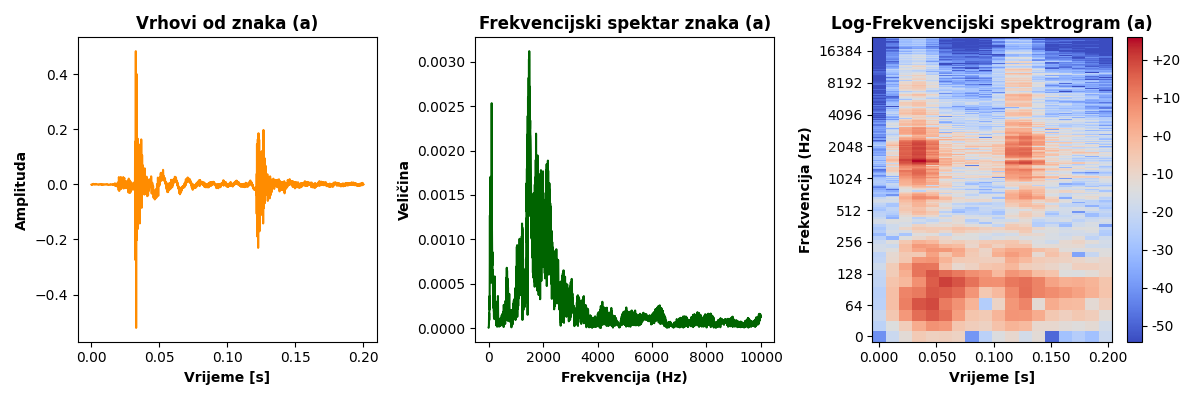 Vrhovi od znaka (a)
Amplituda
0.4
0.2
0.0
−0.2
−0.4
0.00 0.05 0.10 0.15 0.20
Vrijeme [s]
Frekvencijski spektar znaka (a)
Veličina
0.0030
0.0025
0.0020
0.0015
0.0010
0.0005
0.0000
0 2000 4000 6000 8000 10000
Frekvencija (Hz)
Log-Frekvencijski spektrogram (a)
Frekvencija (Hz)
16384
8192
4096
2048
1024
512
256
128
64
0
0.000 0.050 0.100 0.150 0.200
Vrijeme [s]
+20
+10
+0
-10
-20
-30
-40
-50